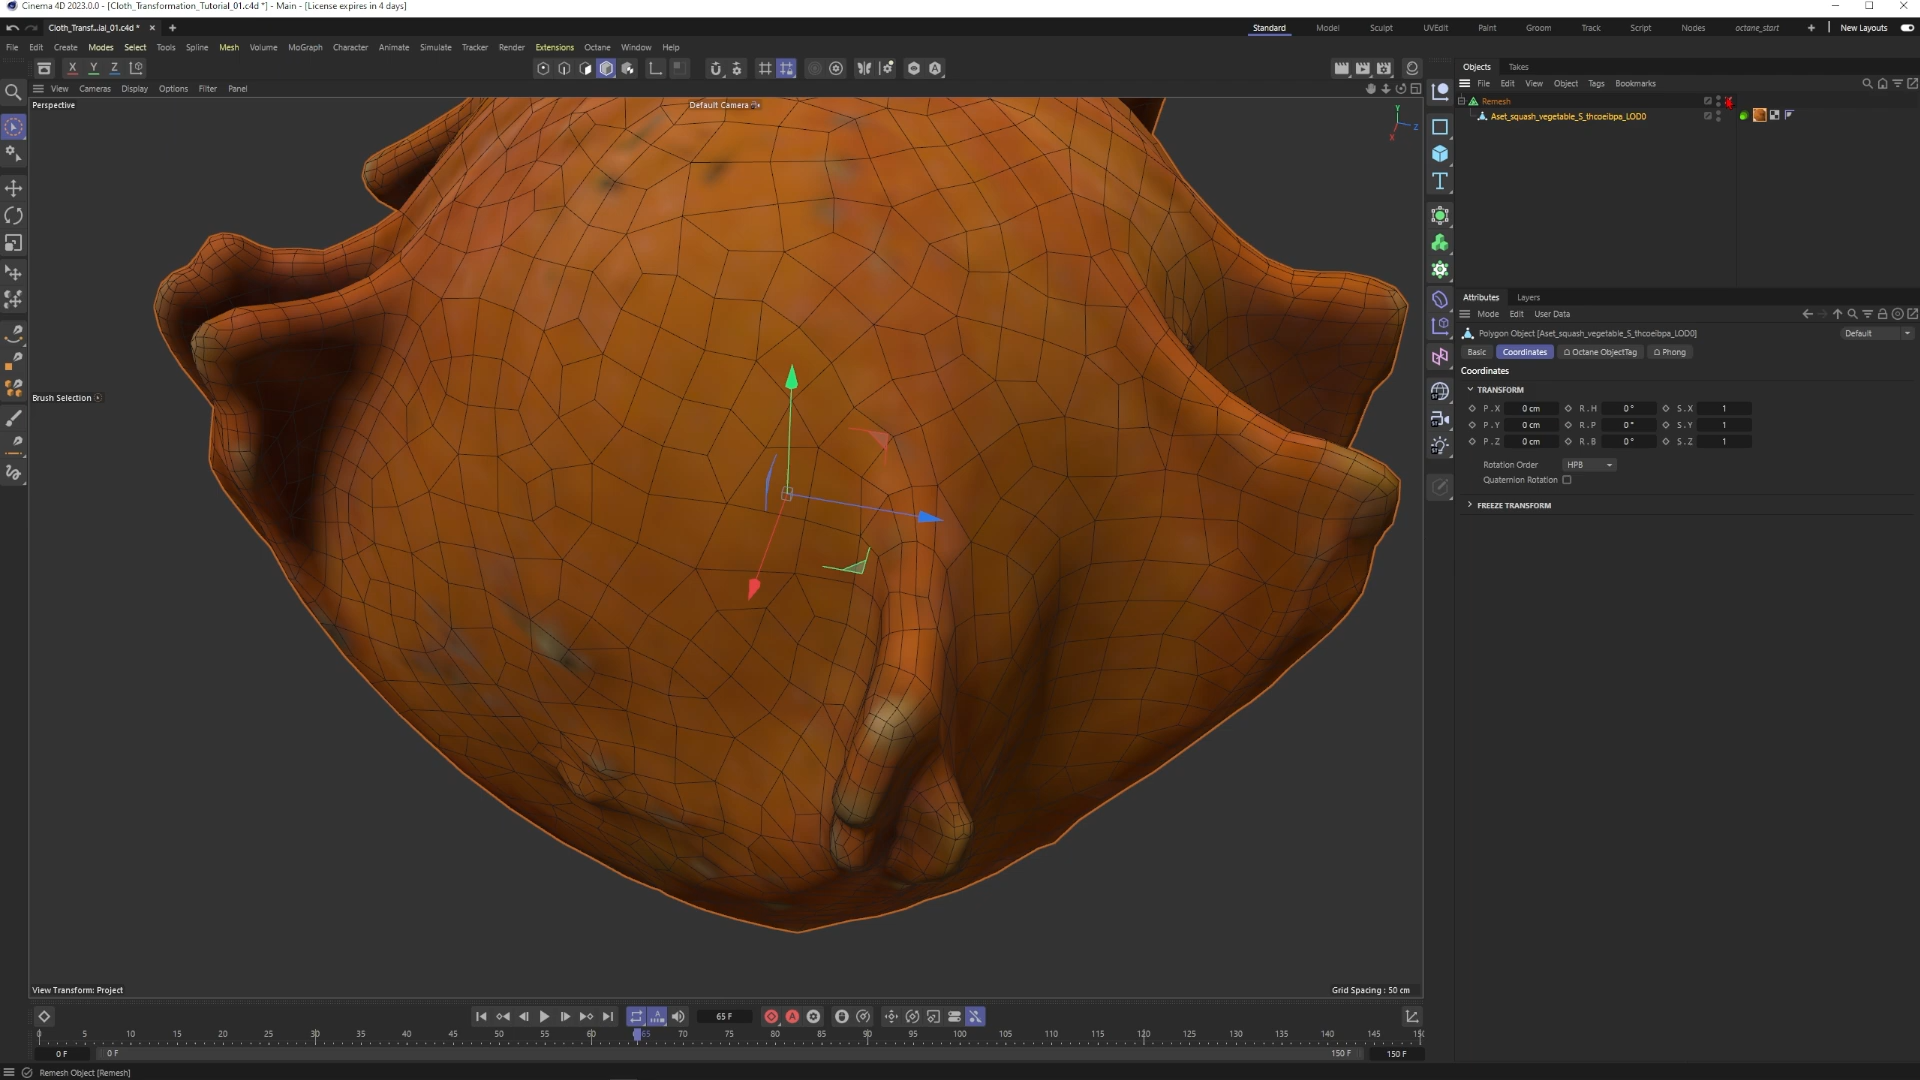 Cinema 4D 2023.0.0 - [Cloth_Transformation_Tutorial_01.c4d *] - Main - [License expires in 4 days]
Cloth_Transf...ial_01.c4d *
Standard Model Sculpt UVEdit Paint Groom Track Script Nodes octane_start New Layouts
File Edit Create Modes Select Tools Spline Mesh Volume MoGraph Character Animate Simulate Tracker Render Extensions Octane Window Help
X Y Z
View Cameras Display Options Filter Panel
Perspective
Default Camera
Y
Z
X
Brush Selection
View Transform: Project
Grid Spacing : 50 cm
Objects Takes
File Edit View Object Tags Bookmarks
Remesh
Aset_squash_vegetable_S_thcoeibpa_LOD0
Attributes Layers
Mode Edit User Data
Polygon Object [Aset_squash_vegetable_S_thcoeibpa_LOD0]
Default
Basic Coordinates Octane ObjectTag Phong
Coordinates
TRANSFORM
P . X 0 cm R . H 0 ° S . X 1
P . Y 0 cm R . P 0 ° S . Y 1
P . Z 0 cm R . B 0 ° S . Z 1
Rotation Order HPB
Quaternion Rotation
FREEZE TRANSFORM
65 F
0 5 10 15 20 25 30 35 40 45 50 55 60 65 70 75 80 85 90 95 100 105 110 115 120 125 130 135 140 145
0 F 0 F 150 F 150 F
Remesh Object [Remesh]